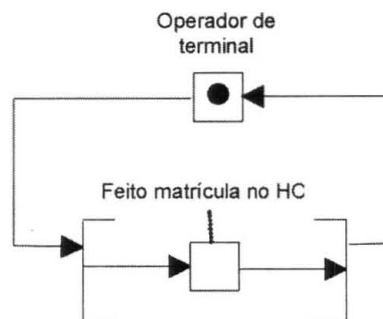 Operador de
terminal
Feito matrícula no HC